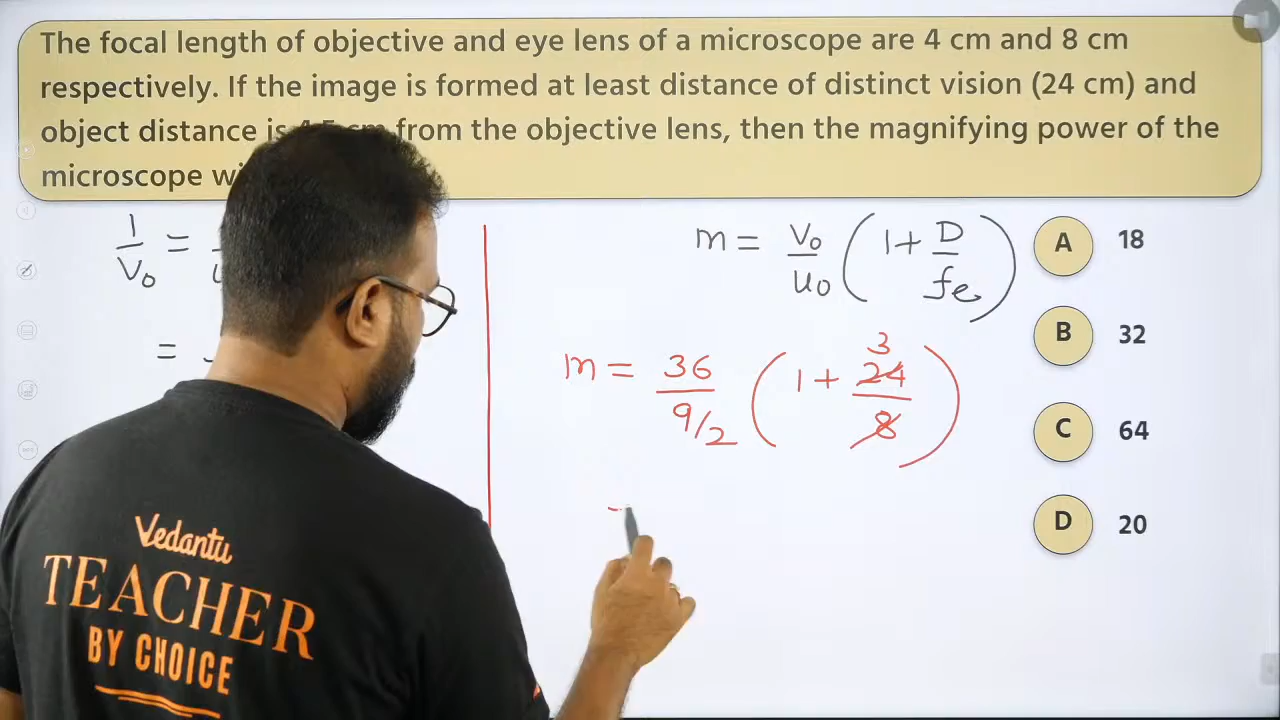 The focal length of objective and eye lens of a microscope are 4 cm and 8 cm
respectively. If the image is formed at least distance of distinct vision (24 cm) and
object distance is 4.5 cm from the objective lens, then the magnifying power of the
microscope
1/V₀ =
=
m = V₀/u₀ (1 + D/fe)
m = 36/9/2 (1 + 24/8)
3
A 18
B 32
C 64
D 20
Vedantu
TEACHER
BY CHOICE